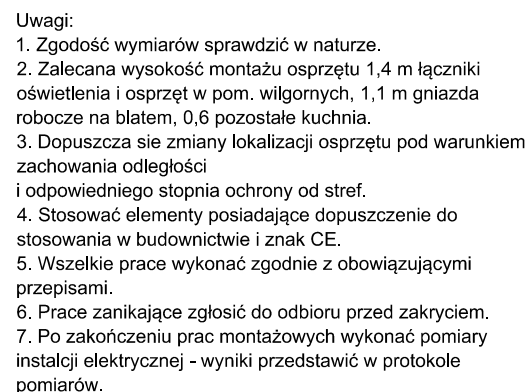 Uwagi:
1. Zgodość wymiarów sprawdzić w naturze.
2. Zalecana wysokość montażu osprzętu 1,4 m łączniki
oświetlenia i osprzęt w pom. wilgornych, 1,1 m gniazda
robocze na blatem, 0,6 pozostałe kuchnia.
3. Dopuszcza sie zmiany lokalizacji osprzętu pod warunkiem
zachowania odległości
i odpowiedniego stopnia ochrony od stref.
4. Stosować elementy posiadające dopuszczenie do
stosowania w budownictwie i znak CE.
5. Wszelkie prace wykonać zgodnie z obowiązującymi
przepisami.
6. Prace zanikające zgłosić do odbioru przed zakryciem.
7. Po zakończeniu prac montażowych wykonać pomiary
instalcji elektrycznej - wyniki przedstawić w protokole
pomiarów.